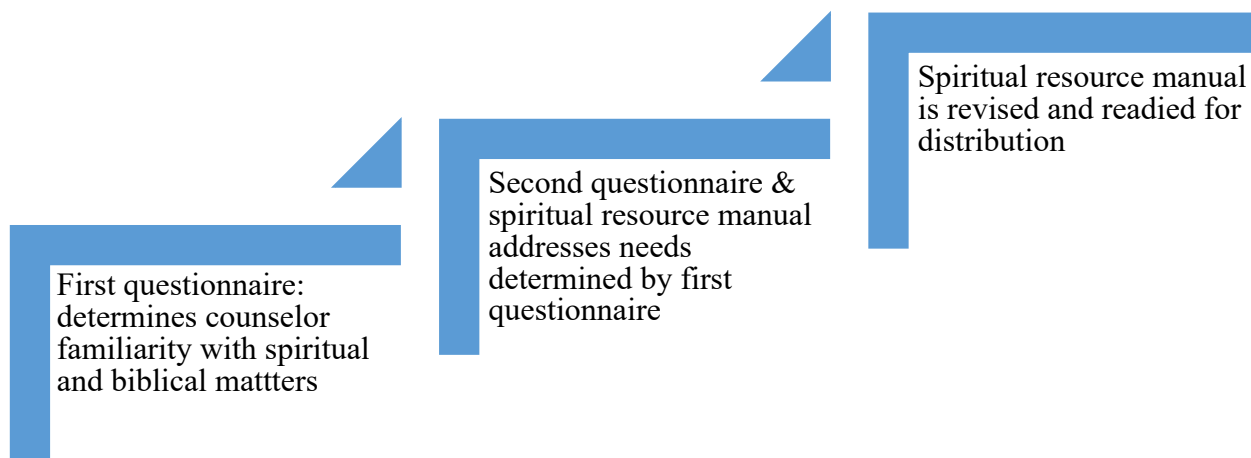 First questionnaire:
determines counselor
familiarity with spiritual
and biblical mattters
Second questionnaire &
spiritual resource manual
addresses needs
determined by first
questionnaire
Spiritual resource manual
is revised and readied for
distribution